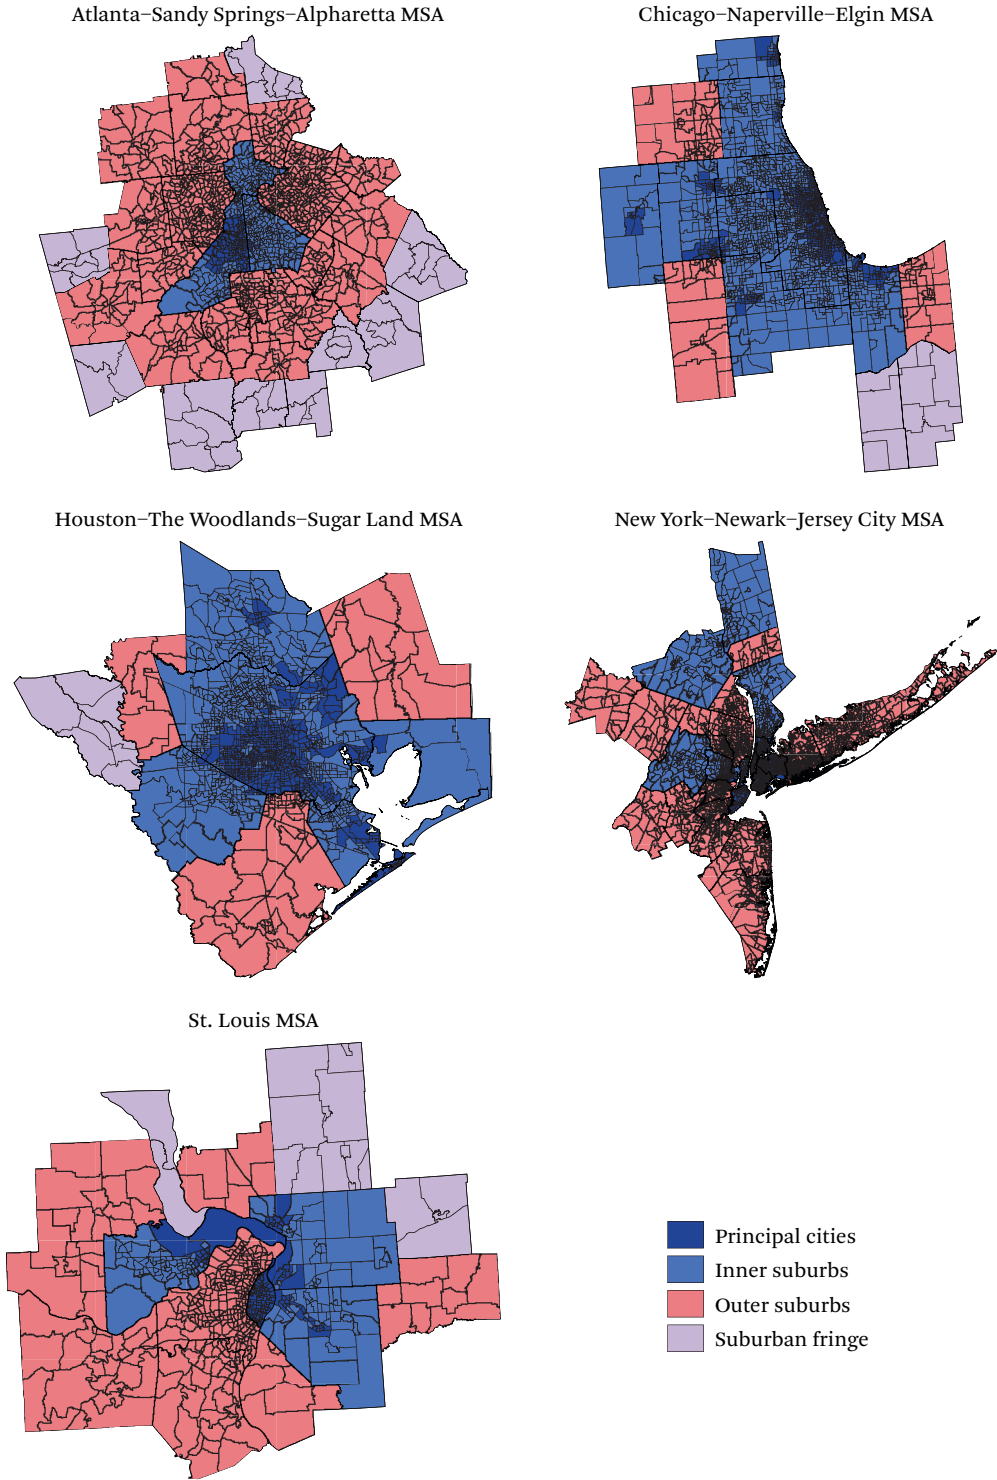 Atlanta–Sandy Springs–Alpharetta MSA
Chicago–Naperville–Elgin MSA
Houston–The Woodlands–Sugar Land MSA
New York–Newark–Jersey City MSA
St. Louis MSA
Principal cities
Inner suburbs
Outer suburbs
Suburban fringe